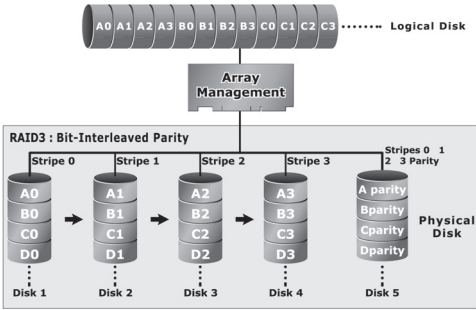 A0 A1 A2 A3 B0 B1 B2 B3 C0 C1 C2 C3 Logical Disk
Array
Management
RAID3 : Bit-Interleaved Parity
Stripe 0 Stripe 1 Stripe 2 Stripe 3 Stripes 0 1
2 3 Parity
A0 A1 A2 A3 A parity
B0 B1 B2 B3 Bparity
C0 C1 C2 C3 Cparity
D0 D1 D2 D3 Dparity
Physical
Disk
Disk 1 Disk 2 Disk 3 Disk 4 Disk 5